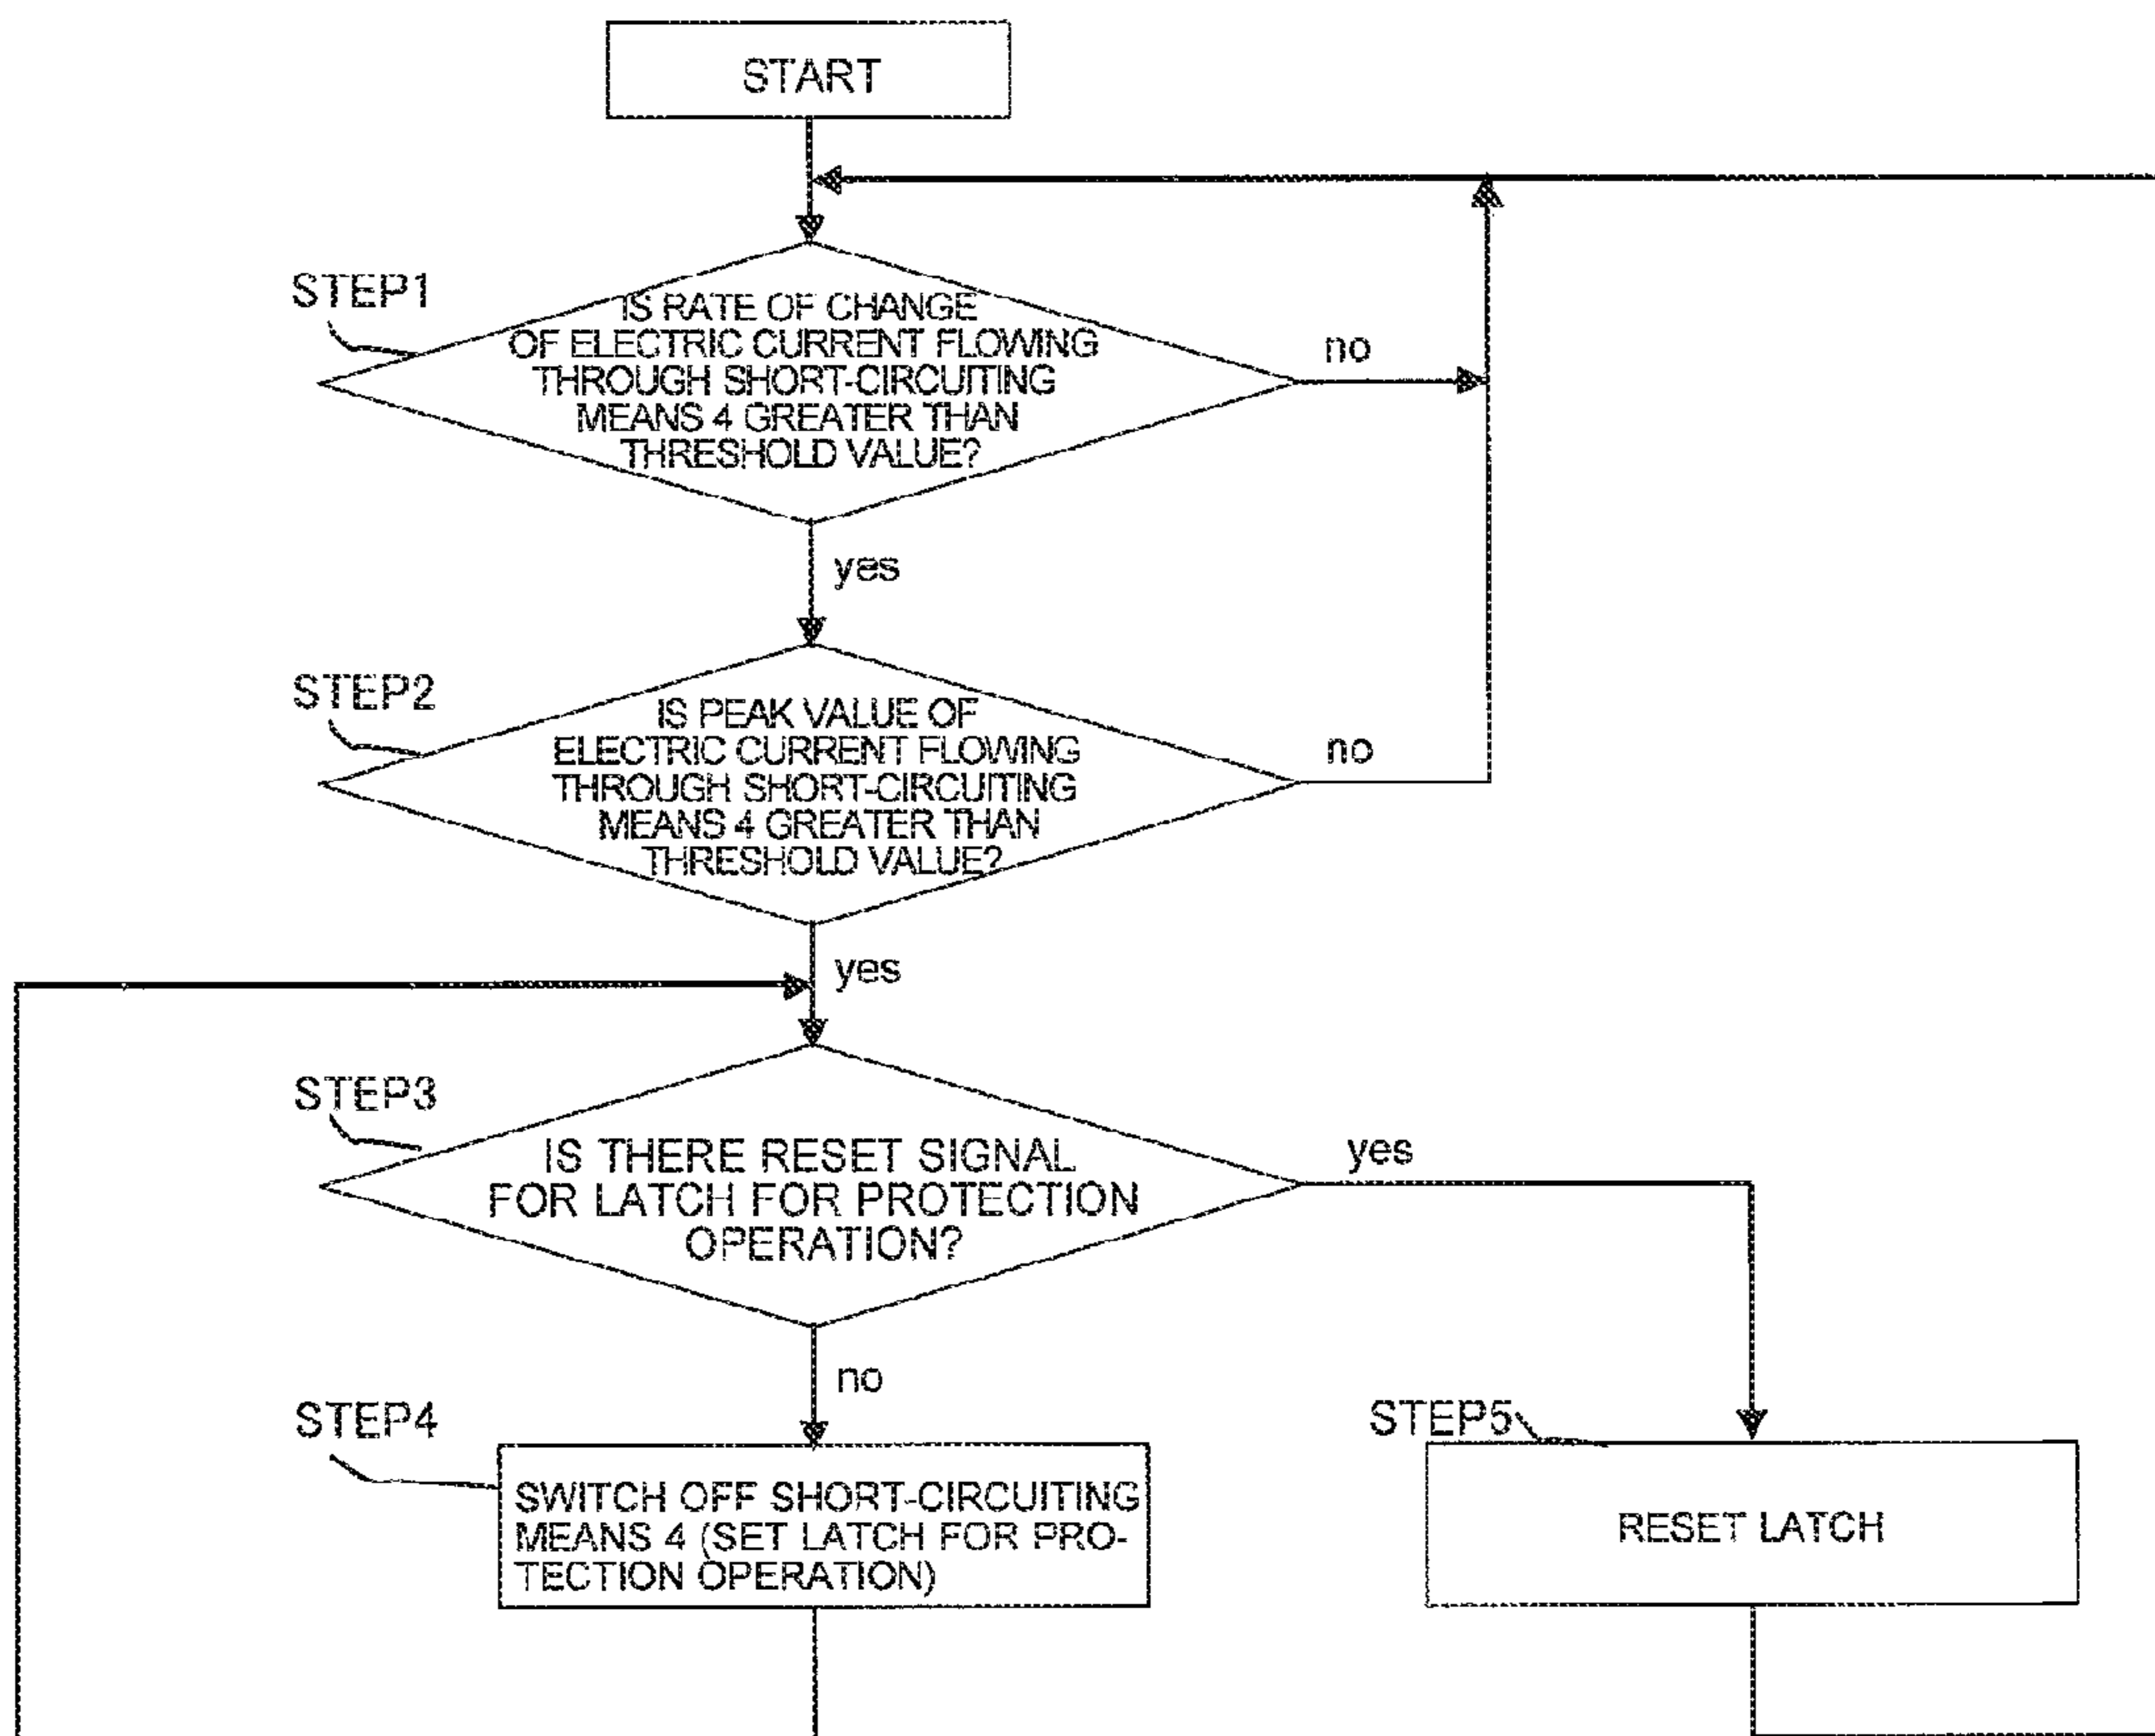 START
STEP1
IS RATE OF CHANGE
OF ELECTRIC CURRENT FLOWING
THROUGH SHORT-CIRCUITING
MEANS 4 GREATER THAN
THRESHOLD VALUE?
no
yes
STEP2
IS PEAK VALUE OF
ELECTRIC CURRENT FLOWING
THROUGH SHORT-CIRCUITING
MEANS 4 GREATER THAN
THRESHOLD VALUE?
no
yes
STEP3
IS THERE RESET SIGNAL
FOR LATCH FOR PROTECTION
OPERATION?
yes
no
STEP4
SWITCH OFF SHORT-CIRCUITING
MEANS 4 (SET LATCH FOR PRO-
TECTION OPERATION)
STEP5
RESET LATCH